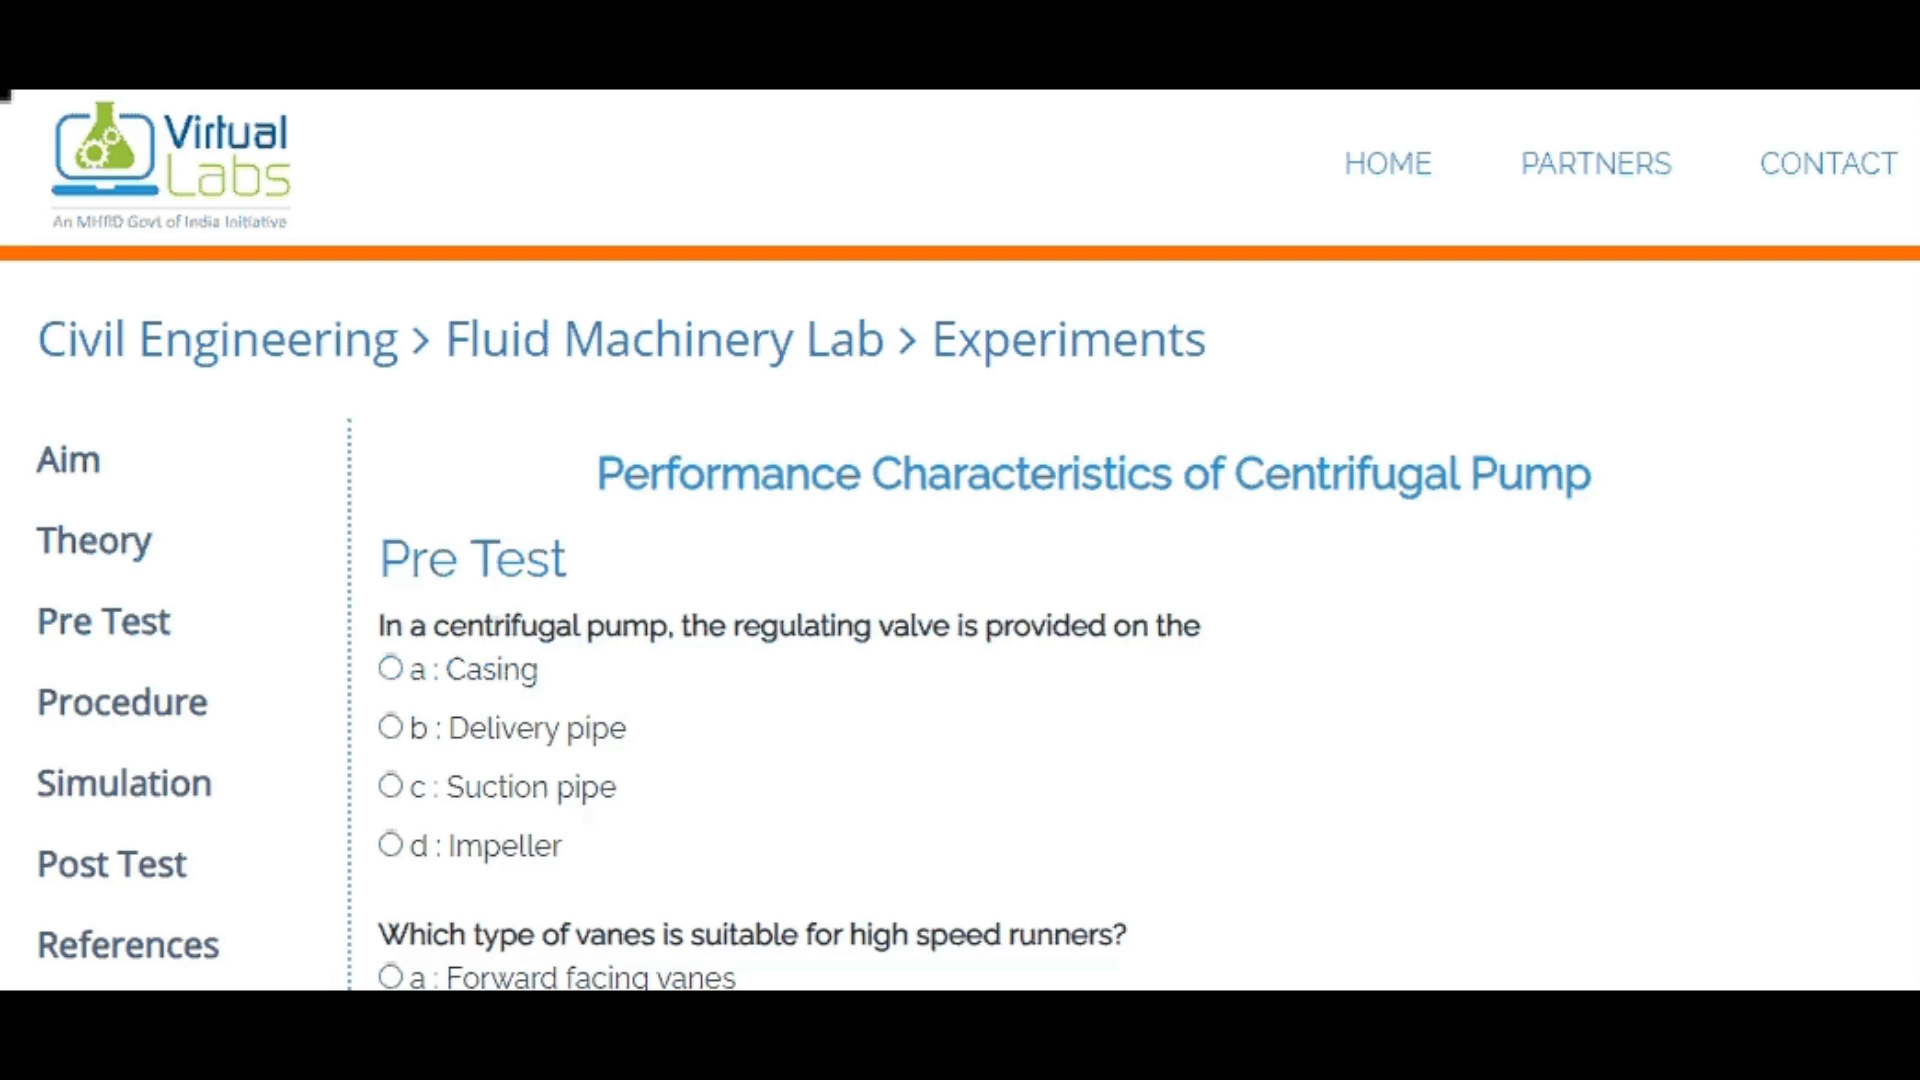 Virtual
Labs
An MHRD Govt of India Initiative
HOME PARTNERS CONTACT
Civil Engineering > Fluid Machinery Lab > Experiments
Aim
Theory
Pre Test
Procedure
Simulation
Post Test
References
Performance Characteristics of Centrifugal Pump
Pre Test
In a centrifugal pump, the regulating valve is provided on the
a : Casing
b : Delivery pipe
c : Suction pipe
d : Impeller
Which type of vanes is suitable for high speed runners?
a : Forward facing vanes